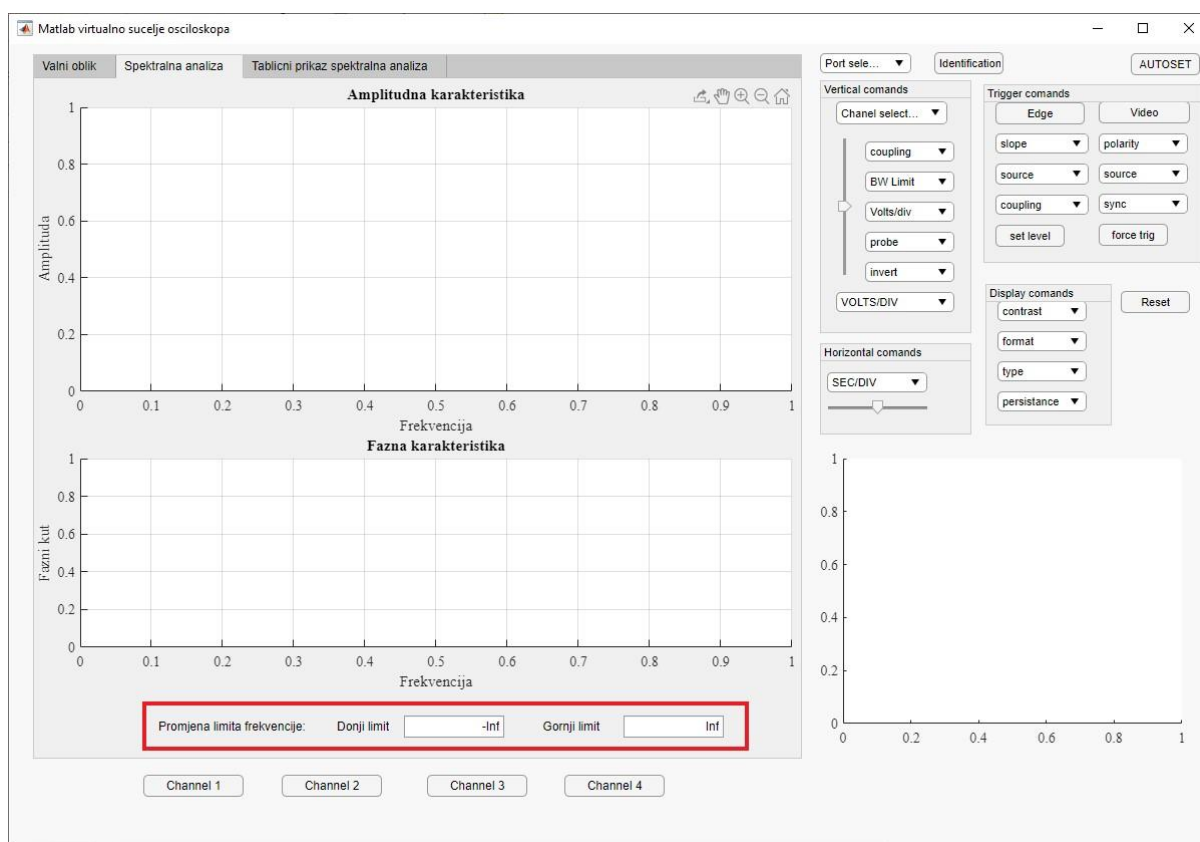 Matlab virtualno sucelje osciloskopa
Valni oblik
Spektralna analiza
Tablicni prikaz spektralna analiza
Amplitudna karakteristika
1
0.8
0.6
0.4
0.2
0
Amplituda
0 0.1 0.2 0.3 0.4 0.5 0.6 0.7 0.8 0.9 1
Frekvencija
Fazna karakteristika
1
0.8
0.6
0.4
0.2
0
Fazni kut
0 0.1 0.2 0.3 0.4 0.5 0.6 0.7 0.8 0.9 1
Frekvencija
Promjena limita frekvencije: Donji limit -Inf Gornji limit Inf
Channel 1
Channel 2
Channel 3
Channel 4
Port sele...
Identification
AUTOSET
Vertical comands
Chanel select...
coupling
BW Limit
Volts/div
probe
invert
VOLTS/DIV
Horizontal comands
SEC/DIV
Trigger comands
Edge
Video
slope
polarity
source
source
coupling
sync
set level
force trig
Display comands
contrast
format
type
persistance
Reset
1
0.8
0.6
0.4
0.2
0
0 0.2 0.4 0.6 0.8 1